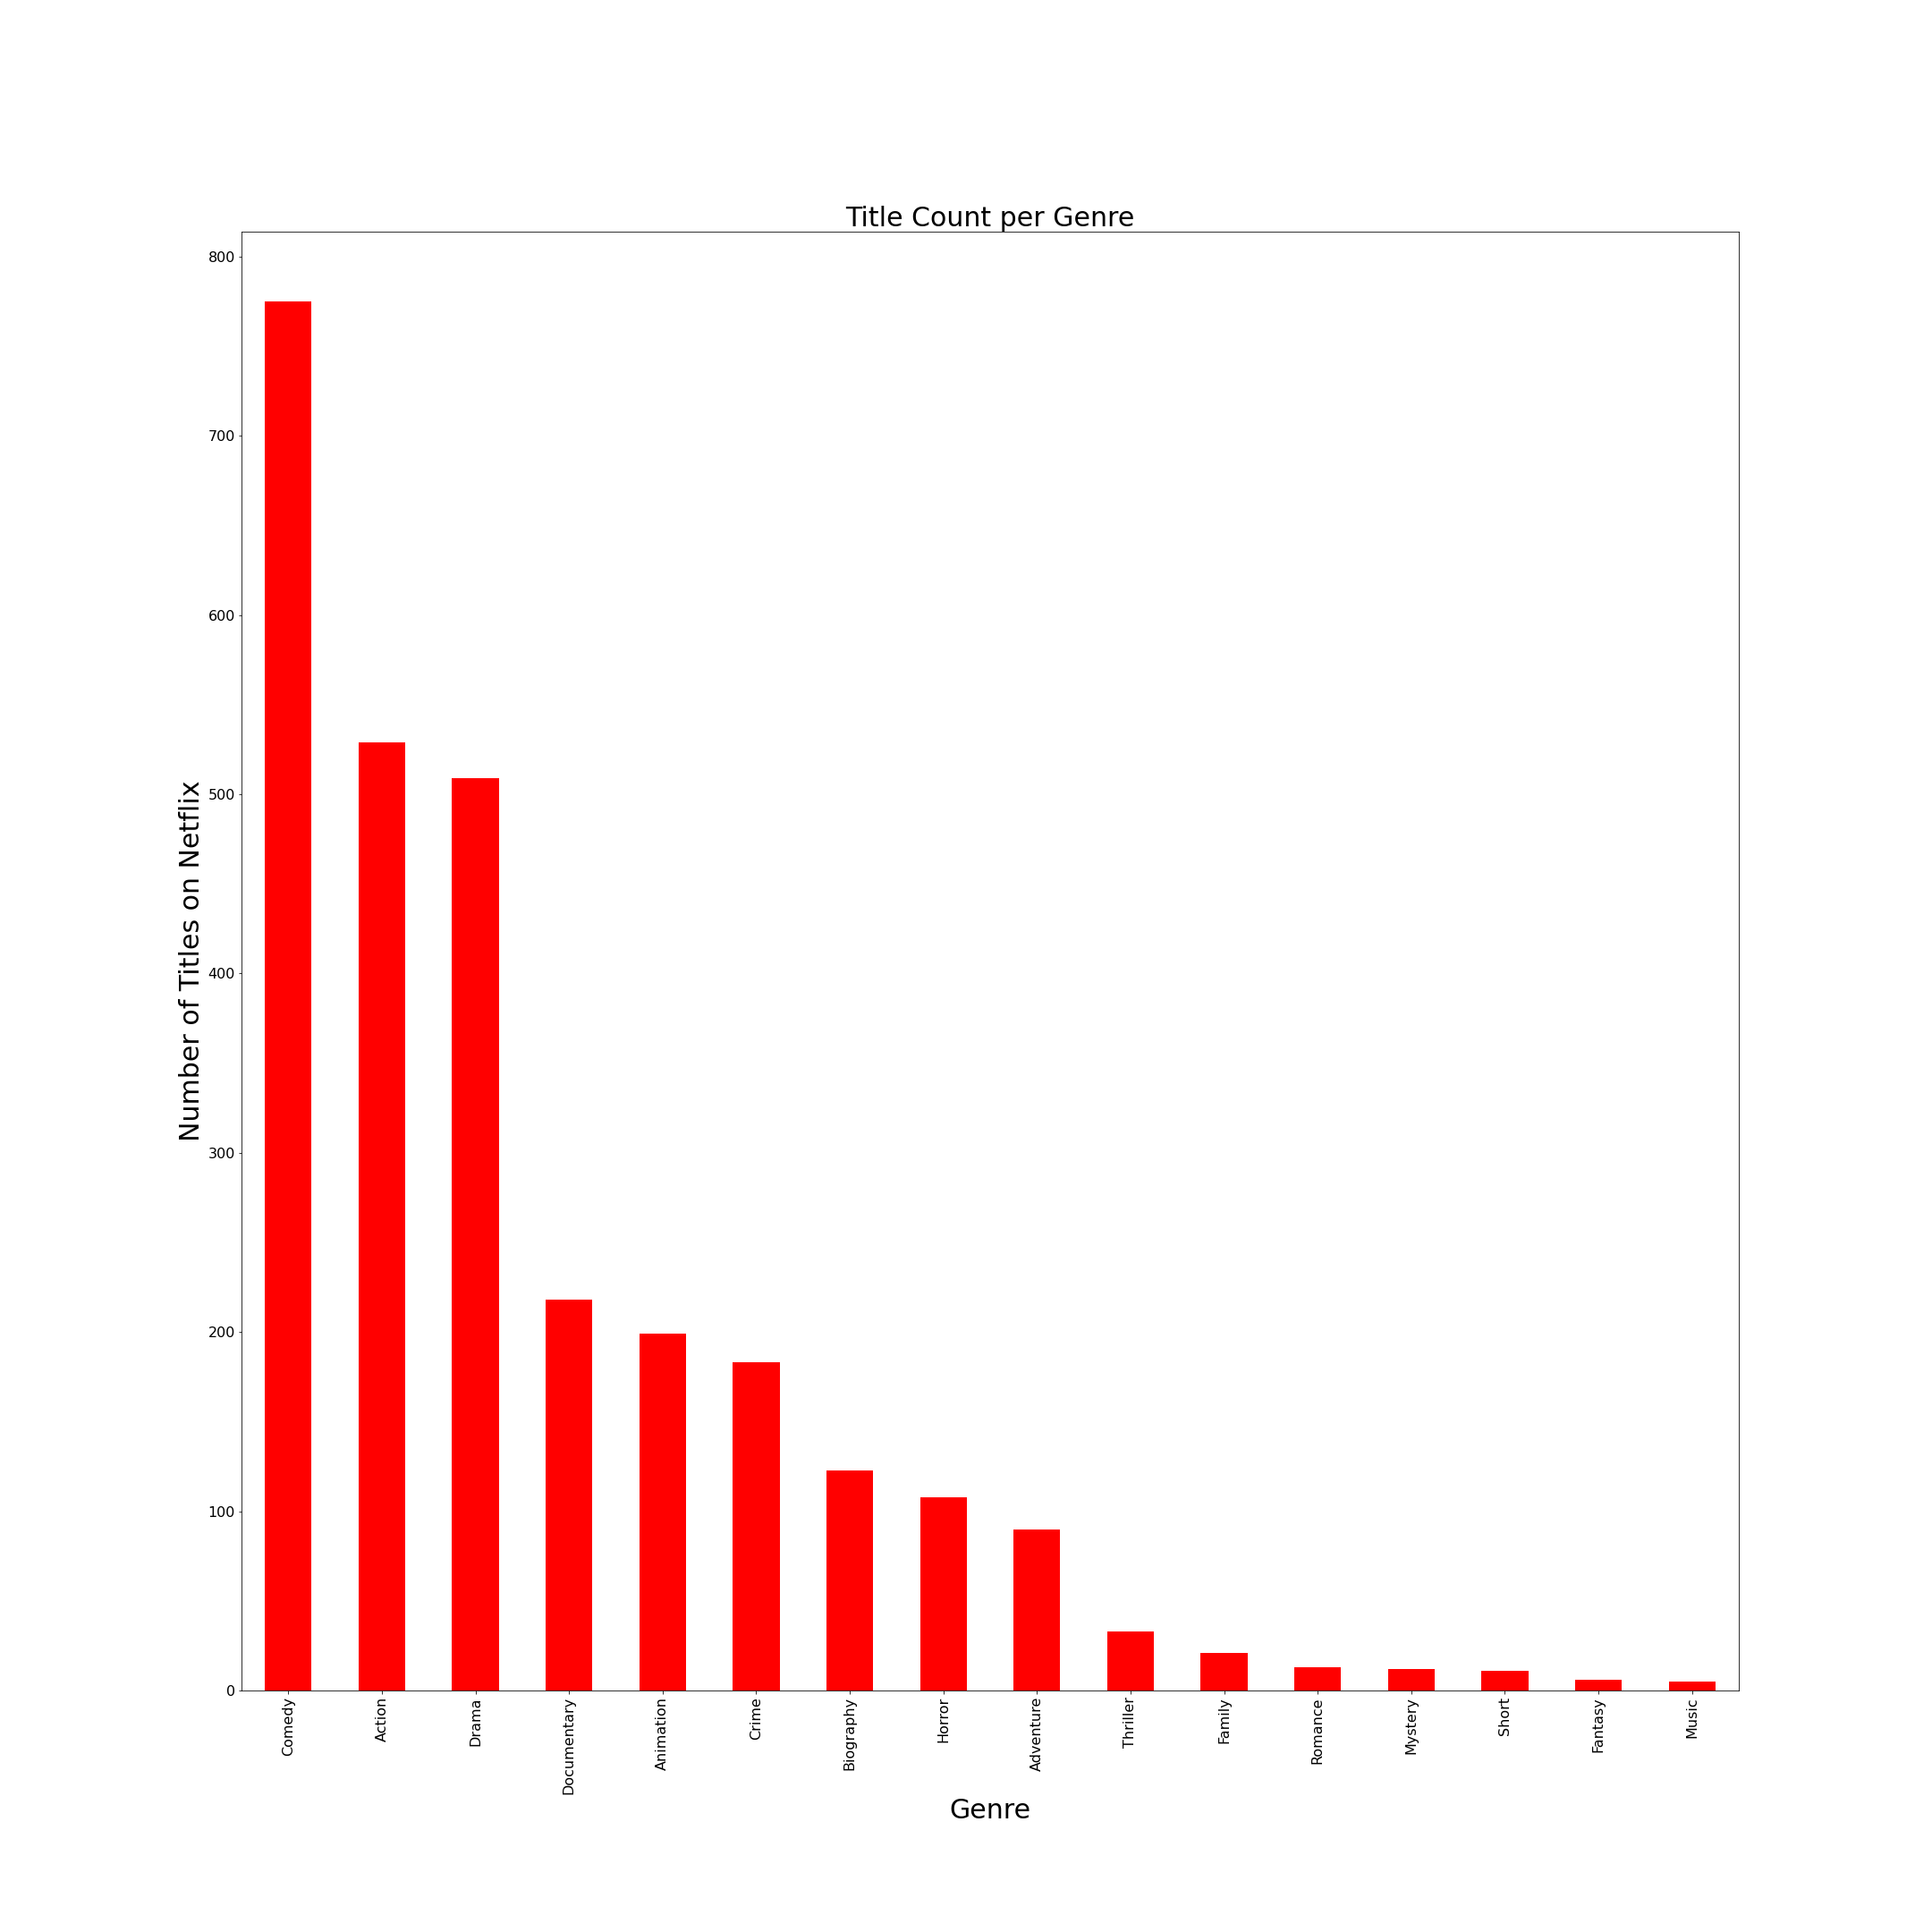 Title Count per Genre
Number of Titles on Netflix
800
700
600
500
400
300
200
100
0
Comedy
Action
Drama
Documentary
Animation
Crime
Biography
Horror
Adventure
Thriller
Family
Romance
Mystery
Short
Fantasy
Music
Genre